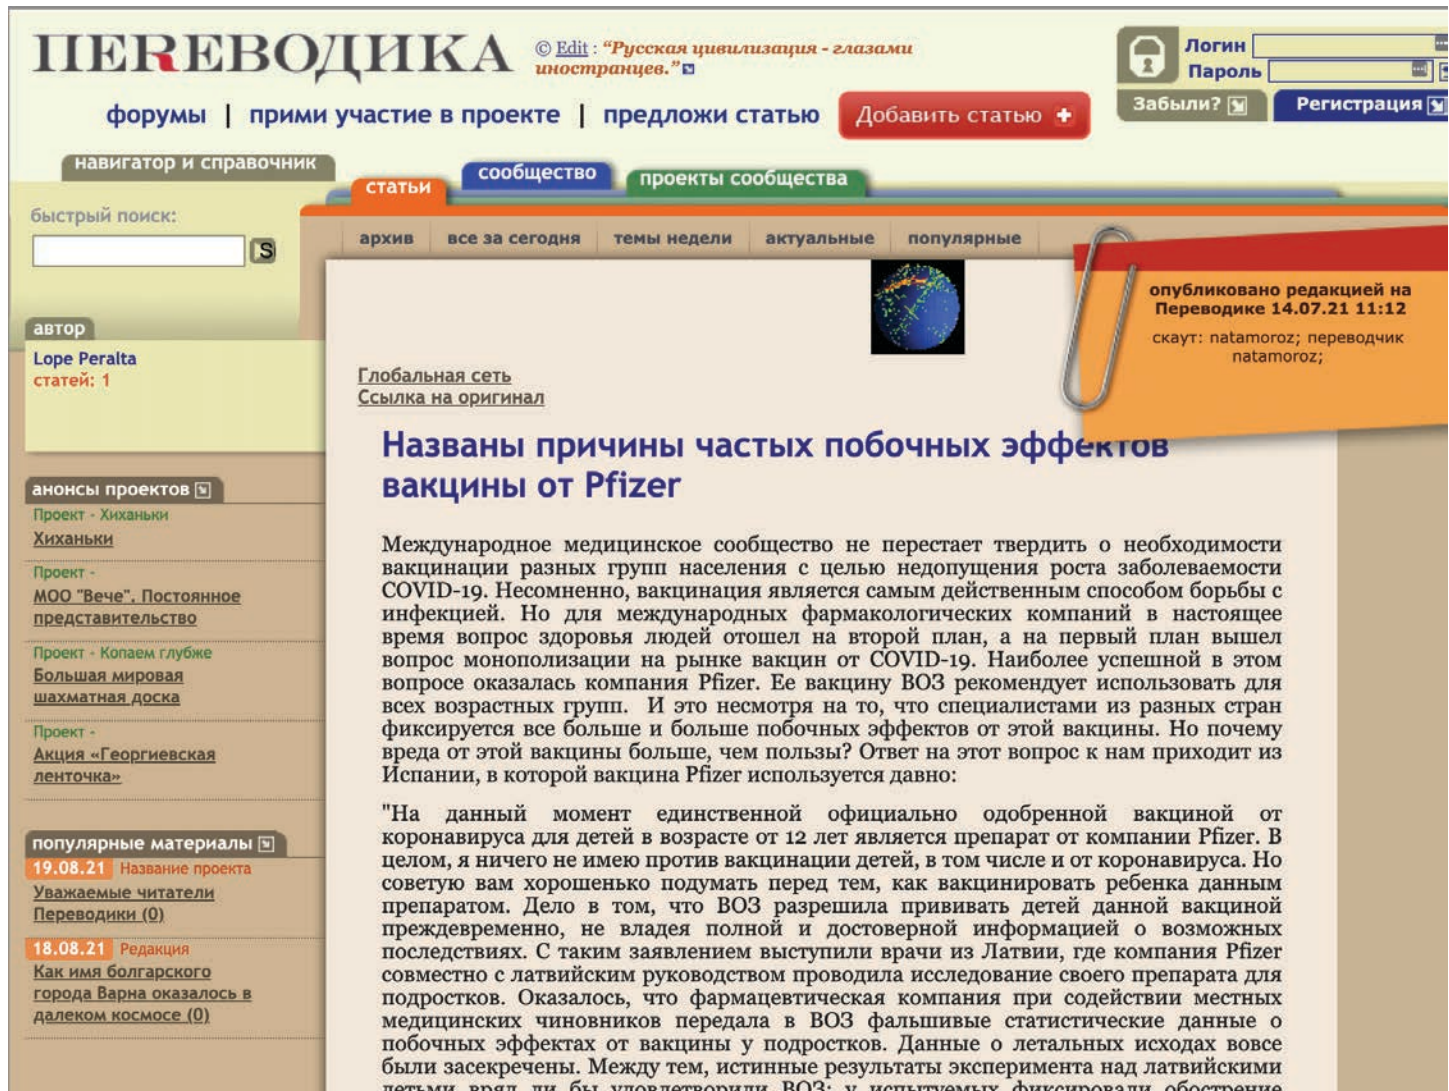 ПЕRЕВОДИКА
© Edit : “Русская цивилизация - глазами
иностранцев.”
Логин
Пароль
Забыли?
Регистрация
форумы | прими участие в проекте | предложи статью
Добавить статью +
навигатор и справочник
статьи
сообщество
проекты сообщества
быстрый поиск:
S
архив
все за сегодня
темы недели
актуальные
популярные
опубликовано редакцией на
Переводике 14.07.21 11:12
скаут: natamoroz; переводчик
natamoroz;
автор
Lope Peralta
статей: 1
Глобальная сеть
Ссылка на оригинал
анонсы проектов
Проект - Хиханьки
Хиханьки
Проект -
МОО "Вече". Постоянное
представительство
Проект - Копаем глубже
Большая мировая
шахматная доска
Проект -
Акция «Георгиевская
ленточка»
популярные материалы
19.08.21 Название проекта
Уважаемые читатели
Переводики (0)
18.08.21 Редакция
Как имя болгарского
города Варна оказалось в
далеком космосе (0)
Названы причины частых побочных эффектов
вакцины от Pfizer
Международное медицинское сообщество не перестает твердить о необходимости
вакцинации разных групп населения с целью недопущения роста заболеваемости
COVID-19. Несомненно, вакцинация является самым действенным способом борьбы с
инфекцией. Но для международных фармакологических компаний в настоящее
время вопрос здоровья людей отошел на второй план, а на первый план вышел
вопрос монополизации на рынке вакцин от COVID-19. Наиболее успешной в этом
вопросе оказалась компания Pfizer. Ее вакцину ВОЗ рекомендует использовать для
всех возрастных групп. И это несмотря на то, что специалистами из разных стран
фиксируется все больше и больше побочных эффектов от этой вакцины. Но почему
вреда от этой вакцины больше, чем пользы? Ответ на этот вопрос к нам приходит из
Испании, в которой вакцина Pfizer используется давно:
"На данный момент единственной официально одобренной вакциной от
коронавируса для детей в возрасте от 12 лет является препарат от компании Pfizer. В
целом, я ничего не имею против вакцинации детей, в том числе и от коронавируса. Но
советую вам хорошенько подумать перед тем, как вакцинировать ребенка данным
препаратом. Дело в том, что ВОЗ разрешила прививать детей данной вакциной
преждевременно, не владея полной и достоверной информацией о возможных
последствиях. С таким заявлением выступили врачи из Латвии, где компания Pfizer
совместно с латвийским руководством проводила исследование своего препарата для
подростков. Оказалось, что фармацевтическая компания при содействии местных
медицинских чиновников передала в ВОЗ фальшивые статистические данные о
побочных эффектах от вакцины у подростков. Данные о летальных исходах вовсе
были засекречены. Между тем, истинные результаты эксперимента над латвийскими
детьми вряд ли бы удовлетворили ВОЗ: у испытуемых фиксировали обострение